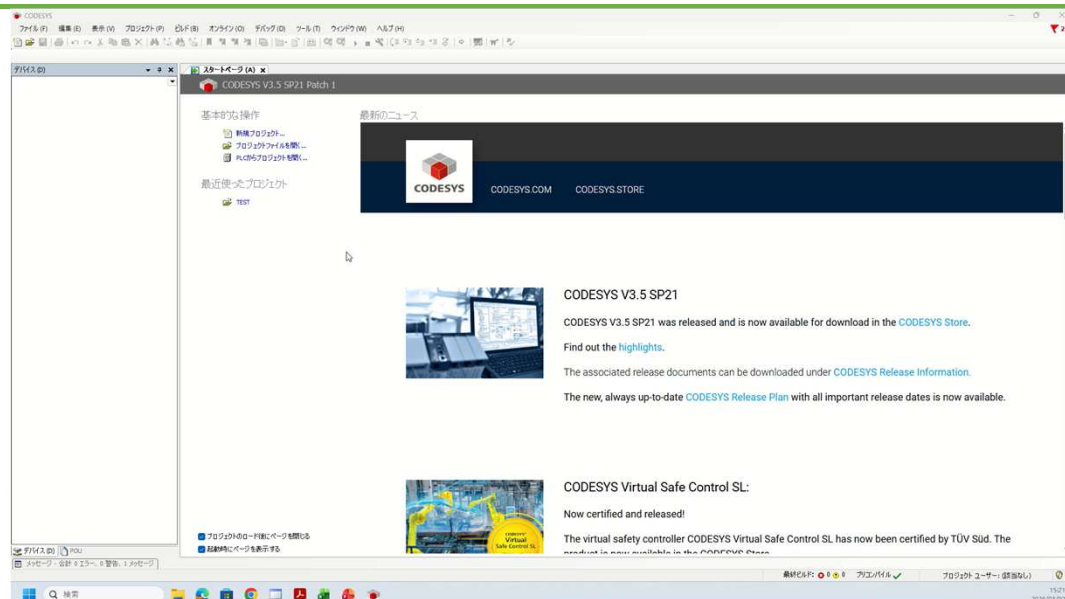 CODESYS
ファイル(F) 編集(E) 表示(V) プロジェクト(P) ビルド(B) オンライン(O) デバッグ(D) ツール(T) ウィンドウ(W) ヘルプ(H)
デバイス(D)
スタートページ(A)
CODESYS V3.5 SP21 Patch 1
基本的な操作
新規プロジェクト...
プロジェクトファイルを開く...
PLCからプロジェクトを開く...
最近使ったプロジェクト
TEST
最新のニュース
CODESYS
CODESYS.COM CODESYS.STORE
CODESYS V3.5 SP21
CODESYS V3.5 SP21 was released and is now available for download in the CODESYS Store.
Find out the highlights.
The associated release documents can be downloaded under CODESYS Release Information.
The new, always up-to-date CODESYS Release Plan with all important release dates is now available.
CODESYS Virtual Safe Control SL:
Now certified and released!
The virtual safety controller CODESYS Virtual Safe Control SL has now been certified by TÜV Süd. The
product is now available in the CODESYS Store.
CODESYS
Virtual
Safe Control SL
プロジェクトのロード後にページを閉じる
起動時にページを表示する
デバイス(D) POU
メッセージ - 合計 0 エラー, 0 警告, 1 メッセージ
最終ビルド: 0 0 プリコンパイル プロジェクト ユーザー: (該当なし)
検索
15:21